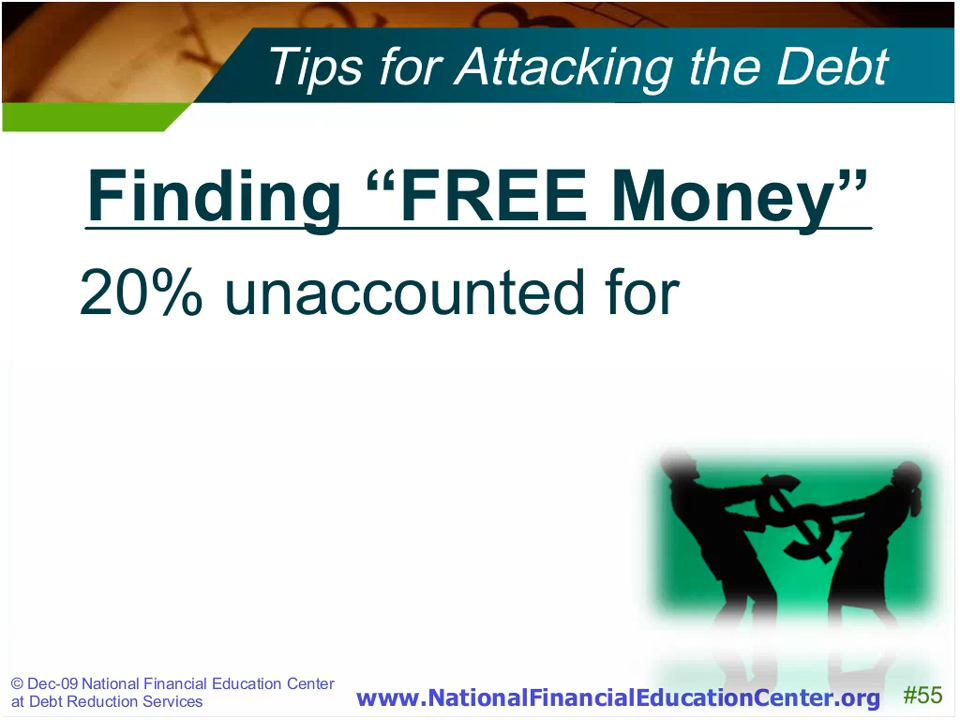 Tips for Attacking the Debt
Finding “FREE Money”
20% unaccounted for
© Dec-09 National Financial Education Center
at Debt Reduction Services
www.NationalFinancialEducationCenter.org
#55